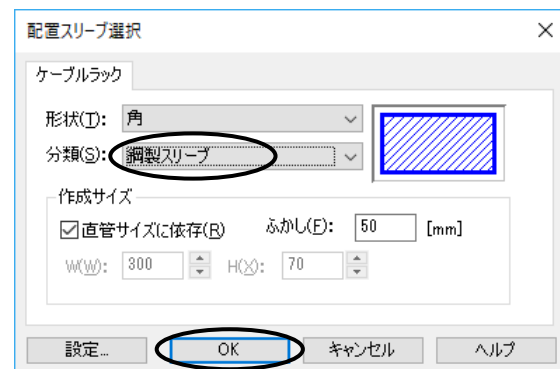 配置スリーブ選択
ケーブルラック
形状(T): 角
分類(S): 鋼製スリーブ
作成サイズ
直管サイズに依存(R) ふかし(F): 50 [mm]
W(W): 300 H(X): 70
設定... OK キャンセル ヘルプ